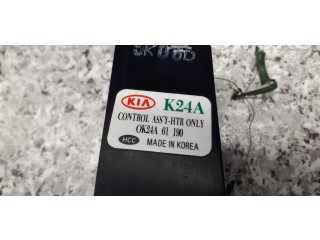 KIA K24A
CONTROL ASS'Y-HTR ONLY
OK24A 61 190
HCC MADE IN KOREA